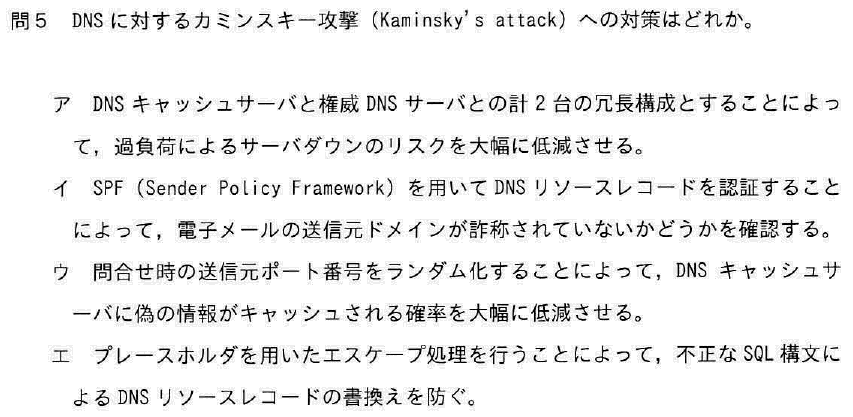 問5 DNSに対するカミンスキー攻撃(Kaminsky's attack)への対策はどれか。
ア DNSキャッシュサーバと権威DNSサーバとの計2台の冗長構成とすることによっ
て,過負荷によるサーバダウンのリスクを大幅に低減させる。
イ SPF(Sender Policy Framework)を用いてDNSリソースレコードを認証すること
によって,電子メールの送信元ドメインが詐称されていないかどうかを確認する。
ウ 問合せ時の送信元ポート番号をランダム化することによって,DNSキャッシュサ
ーバに偽の情報がキャッシュされる確率を大幅に低減させる。
エ プレースホルダを用いたエスケープ処理を行うことによって,不正なSQL構文に
よるDNSリソースレコードの書換えを防ぐ。